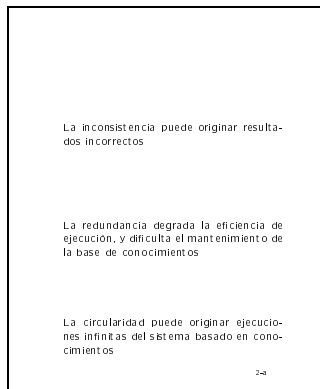 La inconsistencia puede originar resulta-
dos incorrectos
La redundancia degrada la eficiencia de
ejecución, y dificulta el mantenimiento de
la base de conocimientos
La circularidad puede originar ejecucio-
nes infinitas del sistema basado en cono-
cimientos
2-a